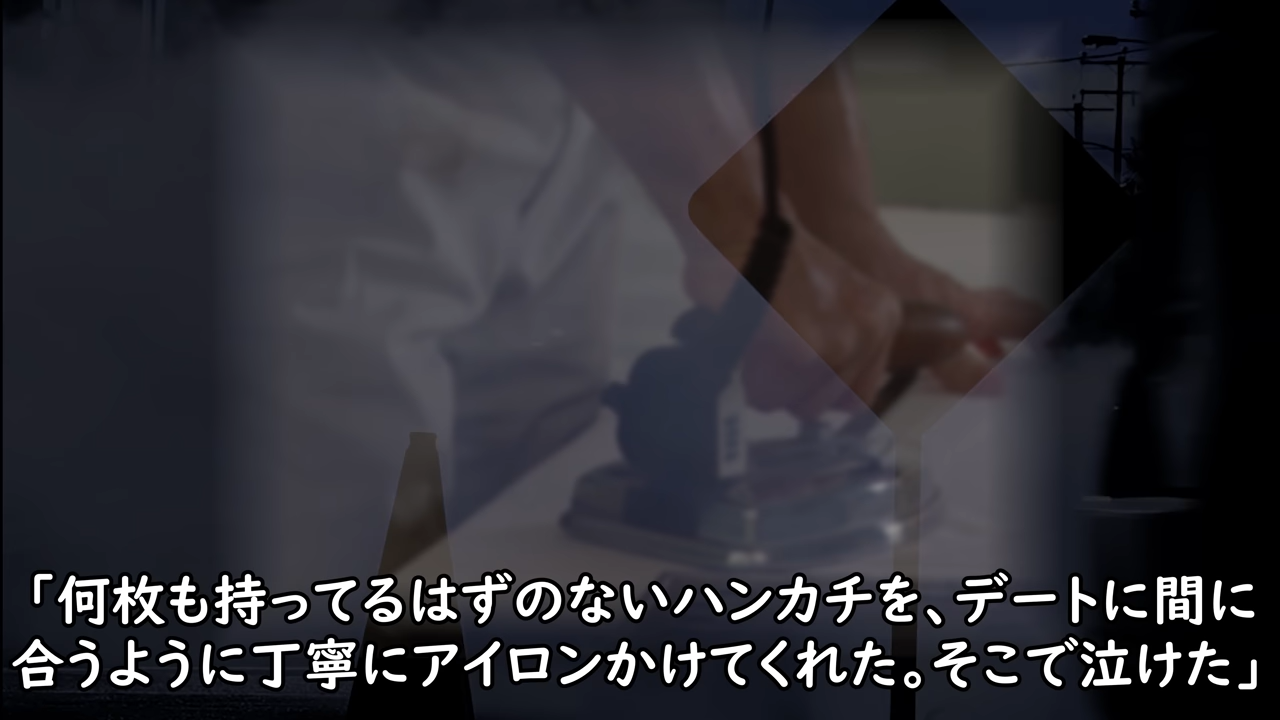 「何枚も持ってるはずのないハンカチを、デートに間に
合うように丁寧にアイロンかけてくれた。そこで泣けた」